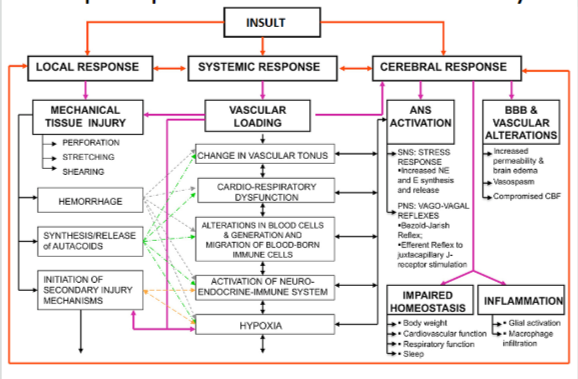 INSULT
LOCAL RESPONSE
SYSTEMIC RESPONSE
CEREBRAL RESPONSE
MECHANICAL
TISSUE INJURY
PERFORATION
STRETCHING
SHEARING
HEMORRHAGE
SYNTHESIS/RELEASE
of AUTACOIDS
INITIATION OF
SECONDARY INJURY
MECHANISMS
VASCULAR
LOADING
CHANGE IN VASCULAR TONUS
CARDIO-RESPIRATORY
DYSFUNCTION
ALTERATIONS IN BLOOD CELLS
& GENERATION AND
MIGRATION OF BLOOD-BORN
IMMUNE CELLS
ACTIVATION OF NEURO-
ENDOCRINE-IMMUNE SYSTEM
HYPOXIA
ANS
ACTIVATION
SNS: STRESS
RESPONSE
•Increased NE
and E synthesis
and release
PNS: VAGO-VAGAL
REFLEXES
•Bezold-Jarish
Reflex;
•Efferent Reflex to
juxtacapillary J-
receptor stimulation
BBB &
VASCULAR
ALTERATIONS
Increased
permeability &
brain edema
Vasospasm
Compromised CBF
IMPAIRED
HOMEOSTASIS
• Body weight
• Cardiovascular function
• Respiratory function
• Sleep
INFLAMMATION
• Glial activation
• Macrophage
infiltration